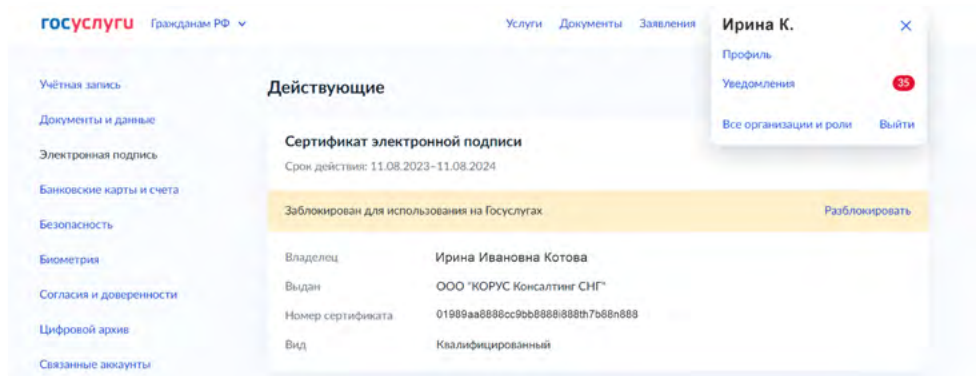 госуслуги Гражданам РФ Услуги Документы Заявления
Ирина К.
Профиль
Уведомления 35
Все организации и роли Выйти
Учётная запись
Документы и данные
Электронная подпись
Банковские карты и счета
Безопасность
Биометрия
Согласия и доверенности
Цифровой архив
Связанные аккаунты
Действующие
Сертификат электронной подписи
Срок действия: 11.08.2023–11.08.2024
Заблокирован для использования на Госуслугах Разблокировать
Владелец Ирина Ивановна Котова
Выдан ООО "КОРУС Консалтинг СНГ"
Номер сертификата 01989aa8888cc9bb8888i888th7b88n888
Вид Квалифицированный